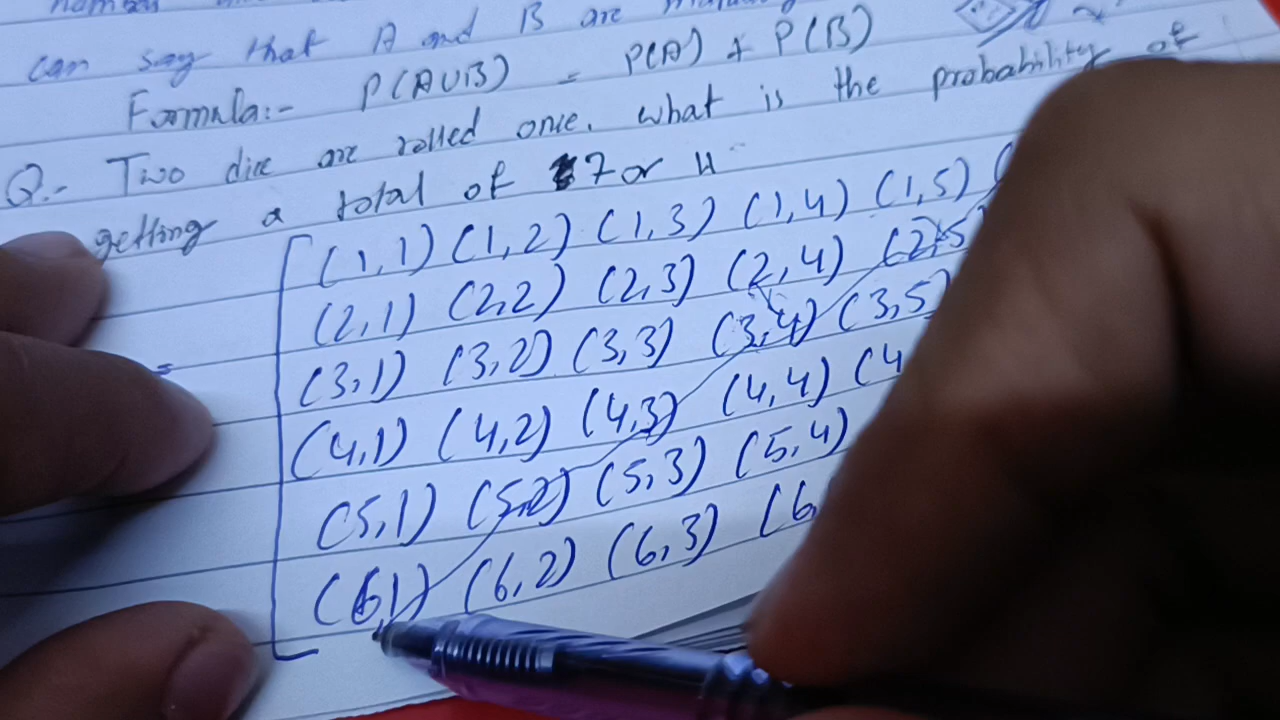 can say that A and B are
Formula:- P(AUB) = P(A) + P(B)
Q.- Two dice are rolled once. what is the probability of
getting a total of 7 or 4
(1,1) (1,2) (1,3) (1,4) (1,5) (
(2,1) (2,2) (2,3) (2,4) (2,5)
= (3,1) (3,2) (3,3) (3,4) (3,5)
(4,1) (4,2) (4,3) (4,4) (4
(5,1) (5,2) (5,3) (5,4)
(6,1) (6,2) (6,3) (6,